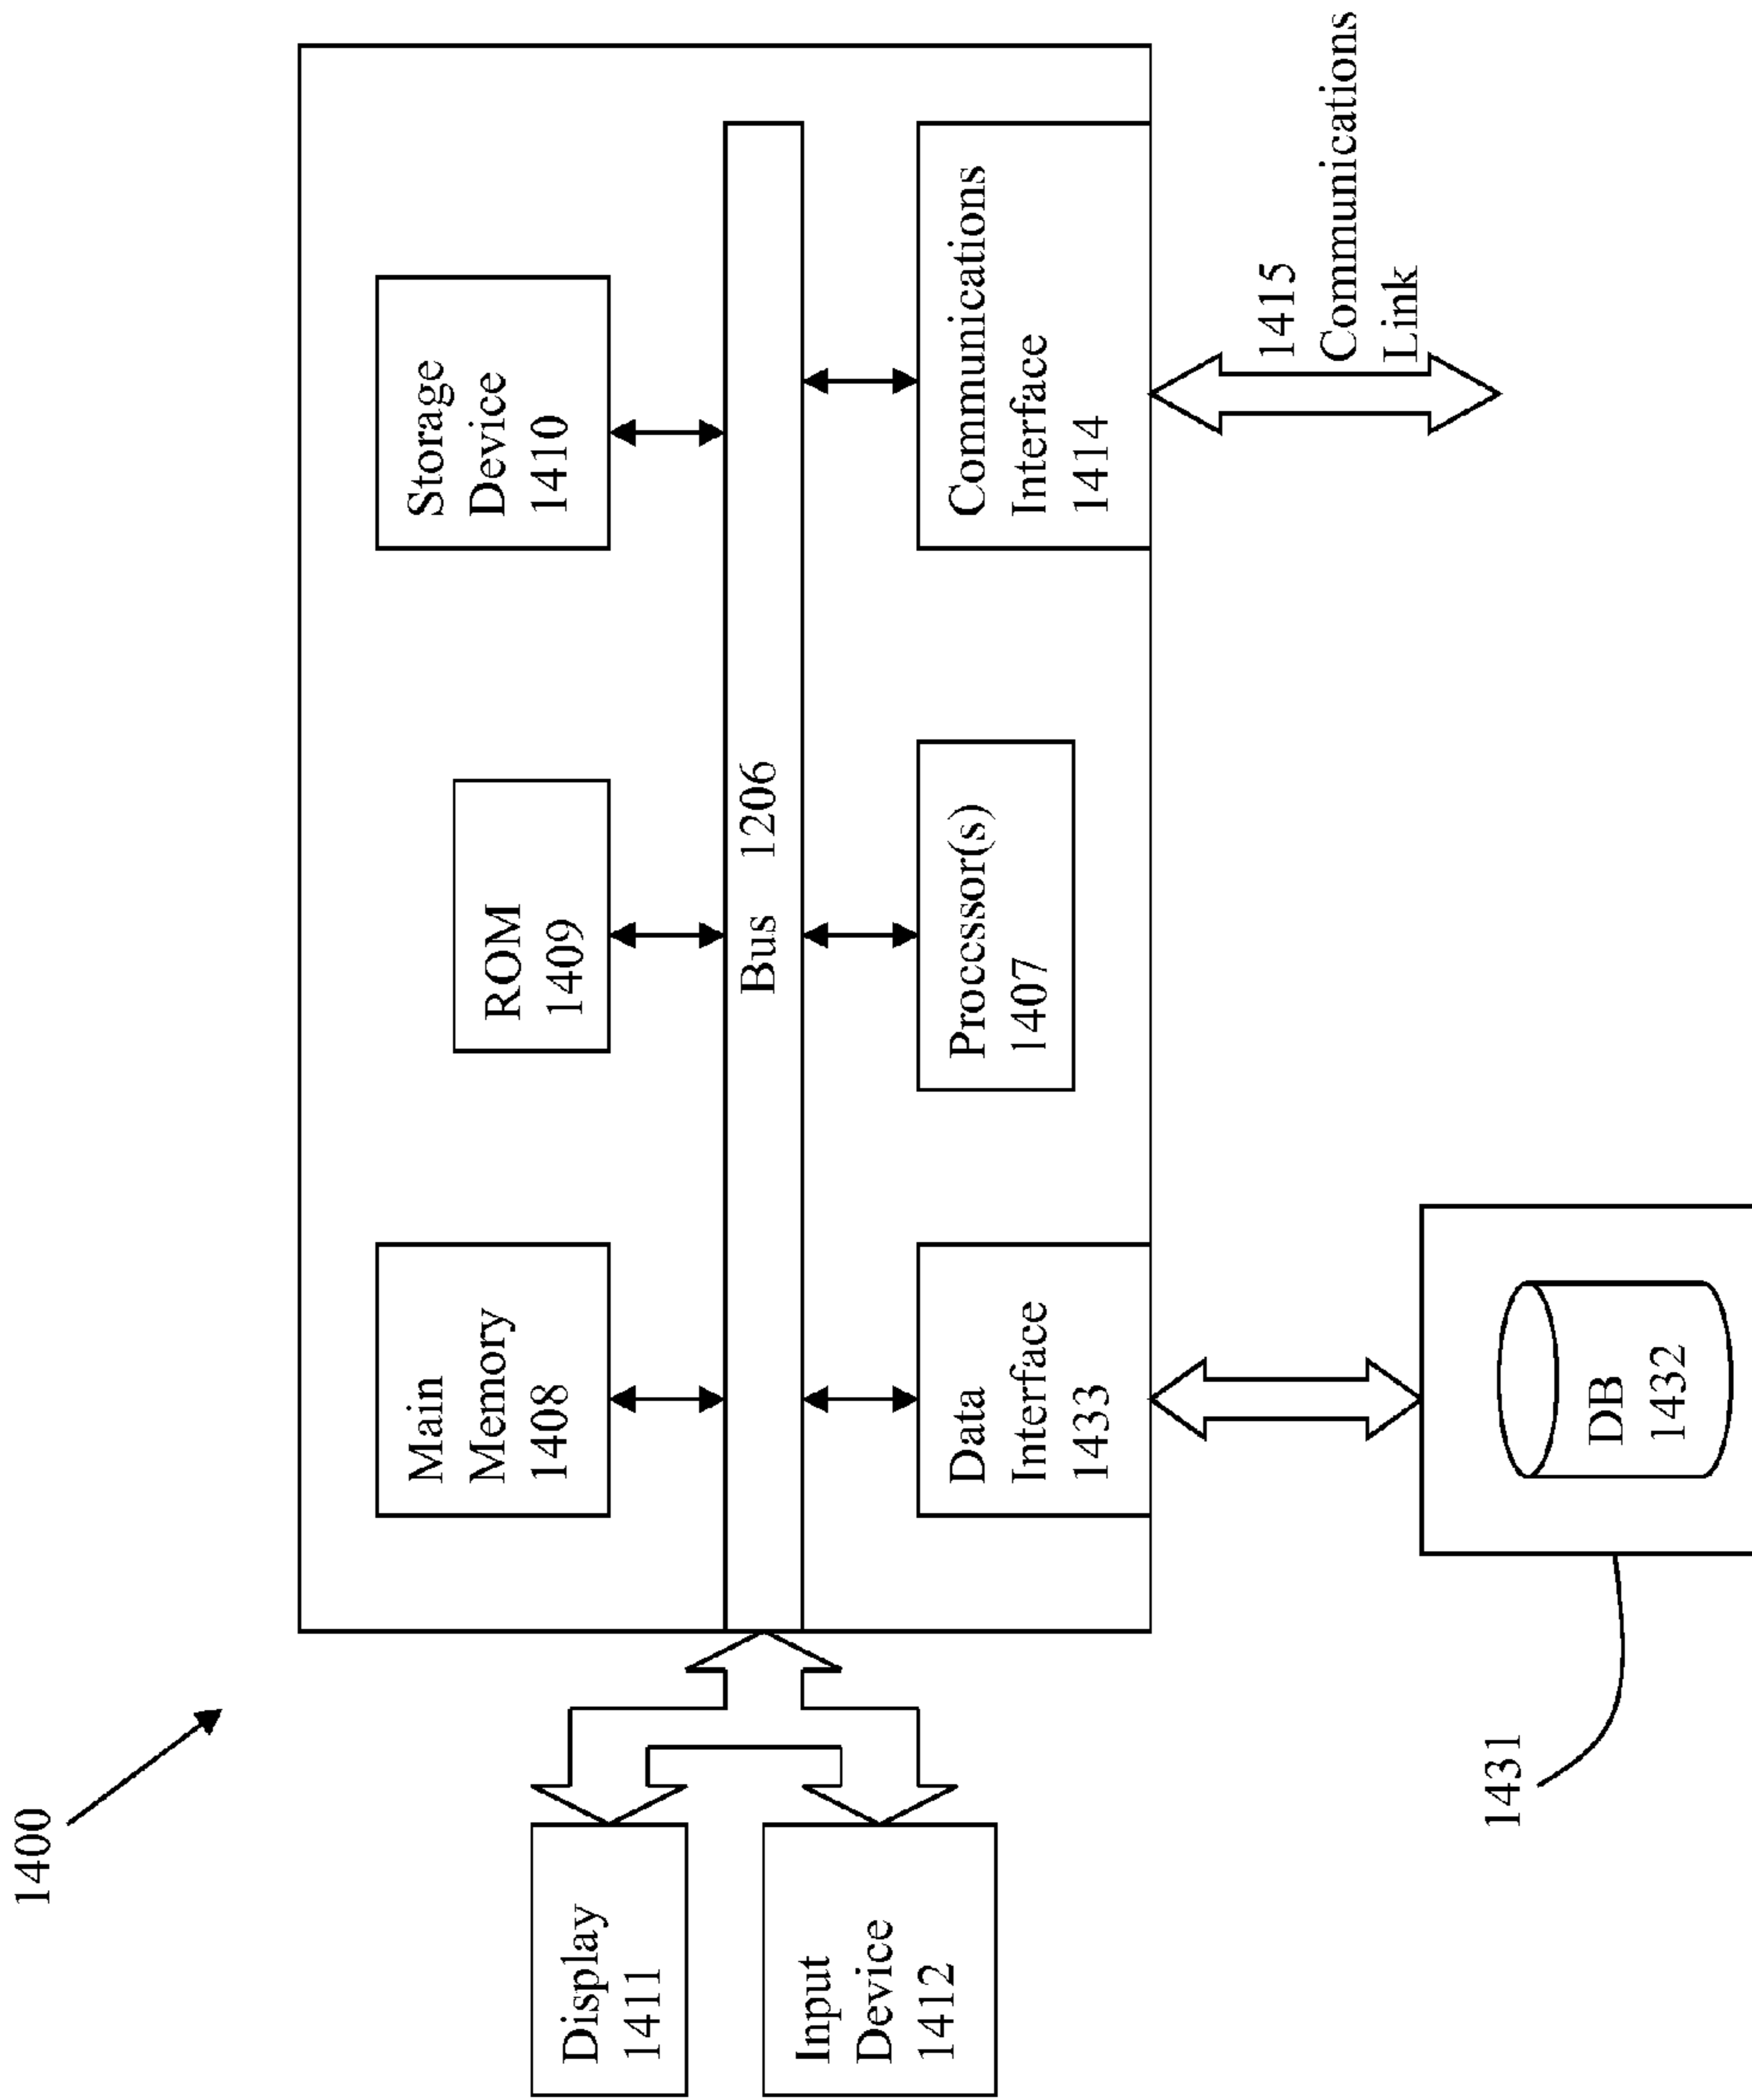 1400
Main
Memory
1408
ROM
1409
Storage
Device
1410
Display
1411
Bus 1206
Input
Device
1412
Data
Interface
1433
Processor(s)
1407
Communications
Interface
1414
1415
Communications
Link
1431
DB
1432